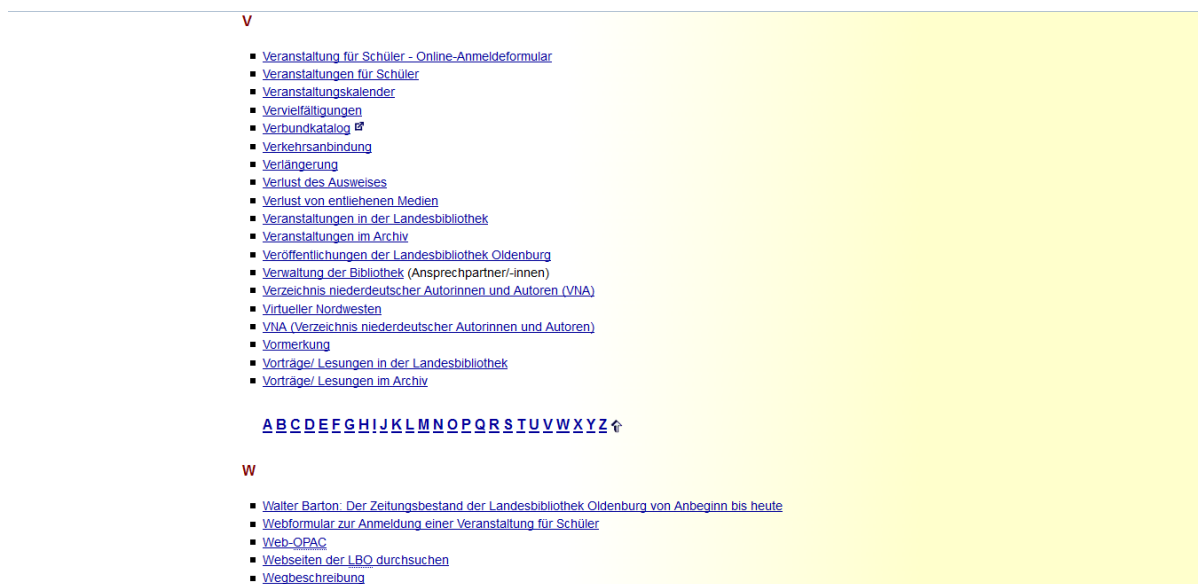 V
Veranstaltung für Schüler - Online-Anmeldeformular
Veranstaltungen für Schüler
Veranstaltungskalender
Vervielfältigungen
Verbundkatalog
Verkehrsanbindung
Verlängerung
Verlust des Ausweises
Verlust von entliehenen Medien
Veranstaltungen in der Landesbibliothek
Veranstaltungen im Archiv
Veröffentlichungen der Landesbibliothek Oldenburg
Verwaltung der Bibliothek (Ansprechpartner/-innen)
Verzeichnis niederdeutscher Autorinnen und Autoren (VNA)
Virtueller Nordwesten
VNA (Verzeichnis niederdeutscher Autorinnen und Autoren)
Vormerkung
Vorträge/ Lesungen in der Landesbibliothek
Vorträge/ Lesungen im Archiv
A B C D E F G H I J K L M N O P Q R S T U V W X Y Z
W
Walter Barton: Der Zeitungsbestand der Landesbibliothek Oldenburg von Anbeginn bis heute
Webformular zur Anmeldung einer Veranstaltung für Schüler
Web-OPAC
Webseiten der LBO durchsuchen
Wegbeschreibung